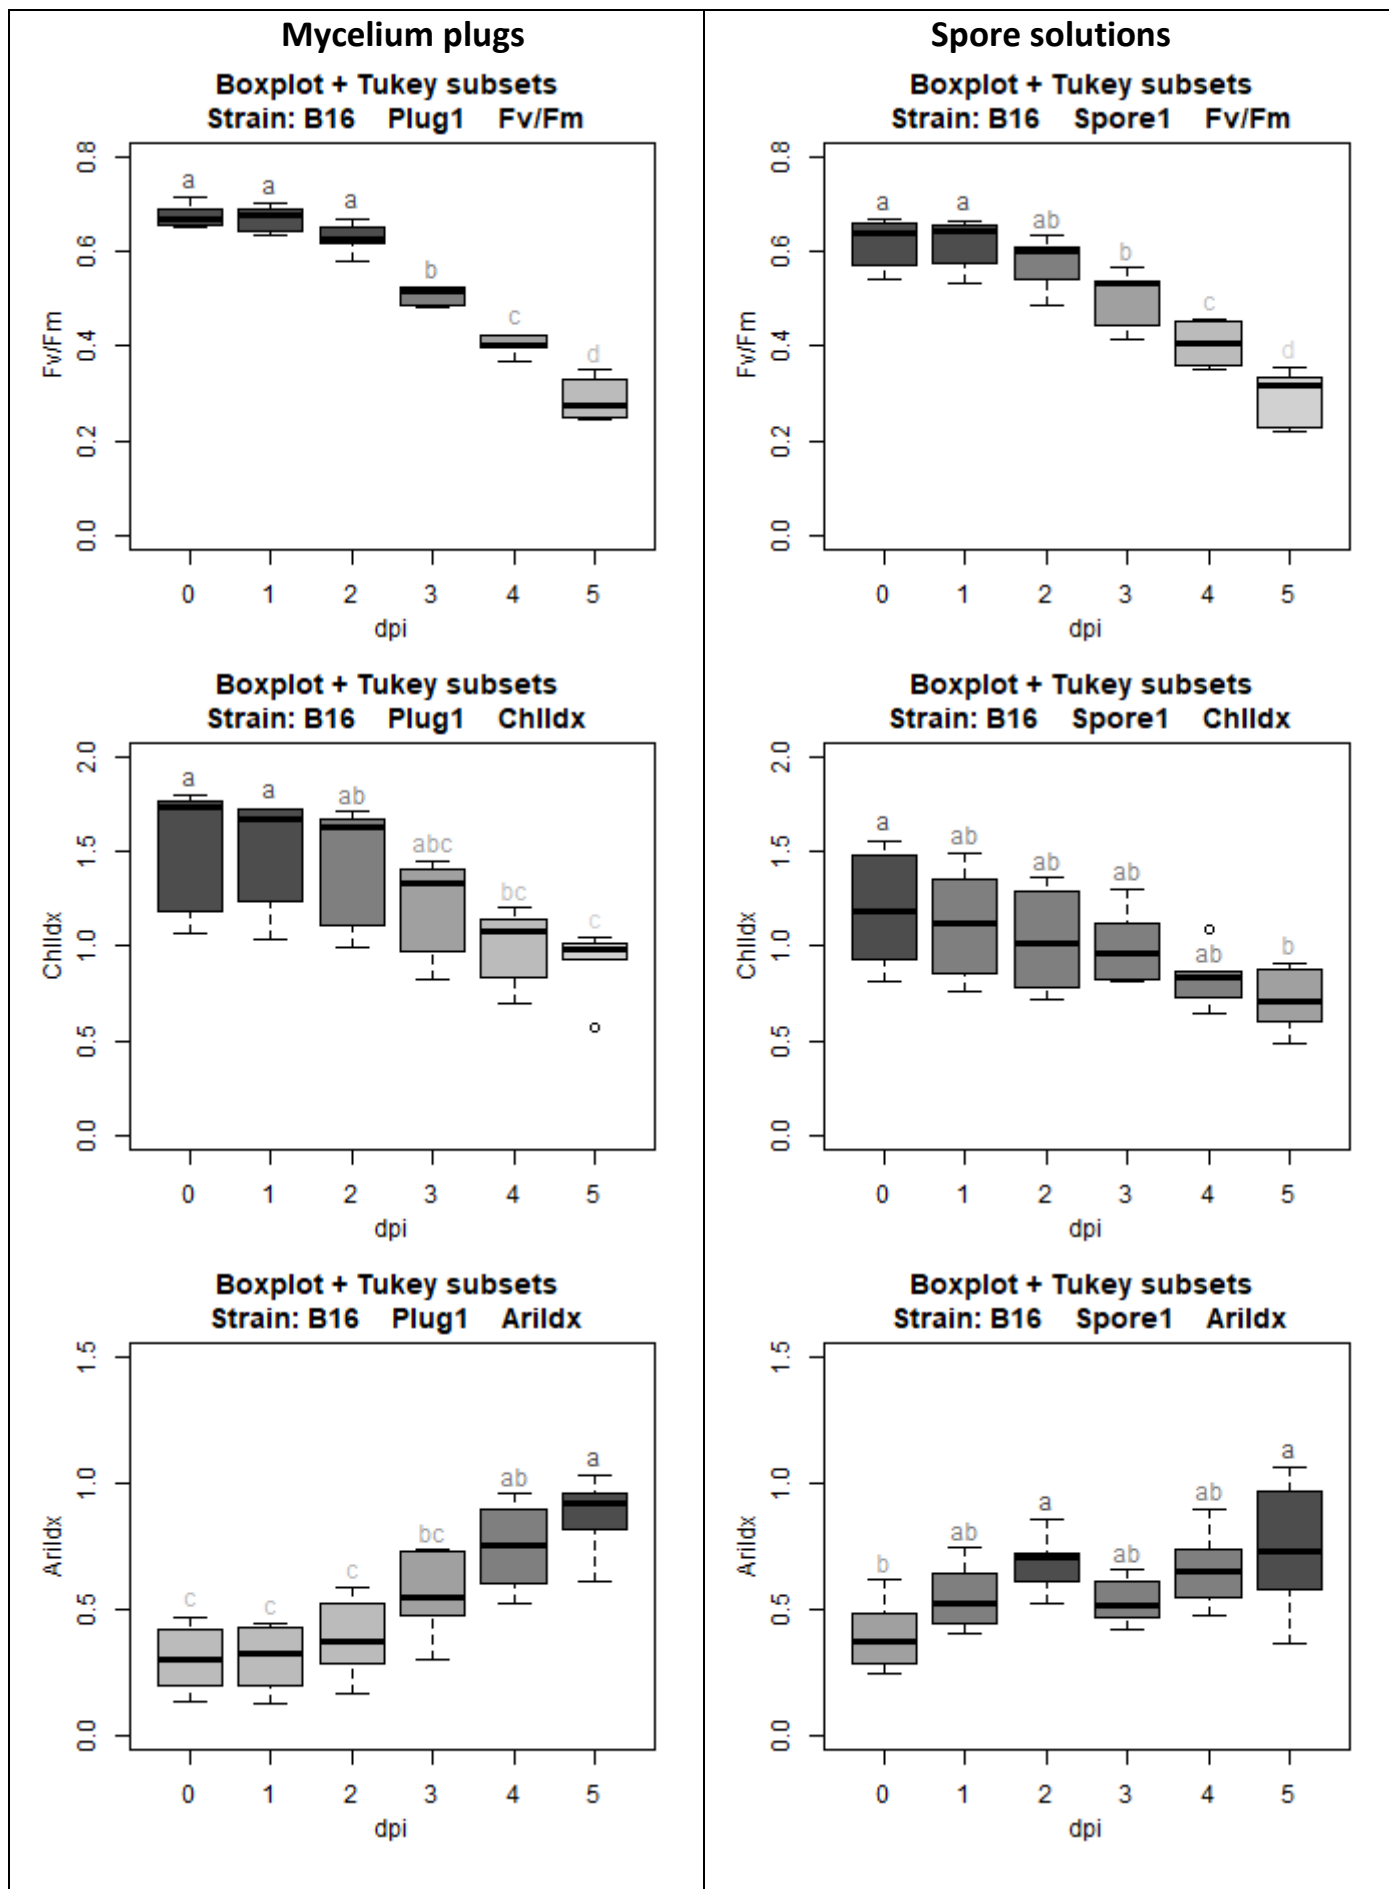 Mycelium plugs
Spore solutions
Boxplot + Tukey subsets
Strain: B16 Plug1 Fv/Fm
Fv/Fm
0.8
0.6
0.4
0.2
0.0
a a a b c d
0 1 2 3 4 5
dpi
Boxplot + Tukey subsets
Strain: B16 Spore1 Fv/Fm
Fv/Fm
0.8
0.6
0.4
0.2
0.0
a a ab b c d
0 1 2 3 4 5
dpi
Boxplot + Tukey subsets
Strain: B16 Plug1 ChlIdx
ChlIdx
2.0
1.5
1.0
0.5
0.0
a a ab abc bc c
0 1 2 3 4 5
dpi
Boxplot + Tukey subsets
Strain: B16 Spore1 ChlIdx
ChlIdx
2.0
1.5
1.0
0.5
0.0
a ab ab ab ab b
0 1 2 3 4 5
dpi
Boxplot + Tukey subsets
Strain: B16 Plug1 AriIdx
AriIdx
1.5
1.0
0.5
0.0
c c c bc ab a
0 1 2 3 4 5
dpi
Boxplot + Tukey subsets
Strain: B16 Spore1 AriIdx
AriIdx
1.5
1.0
0.5
0.0
b ab a ab ab a
0 1 2 3 4 5
dpi